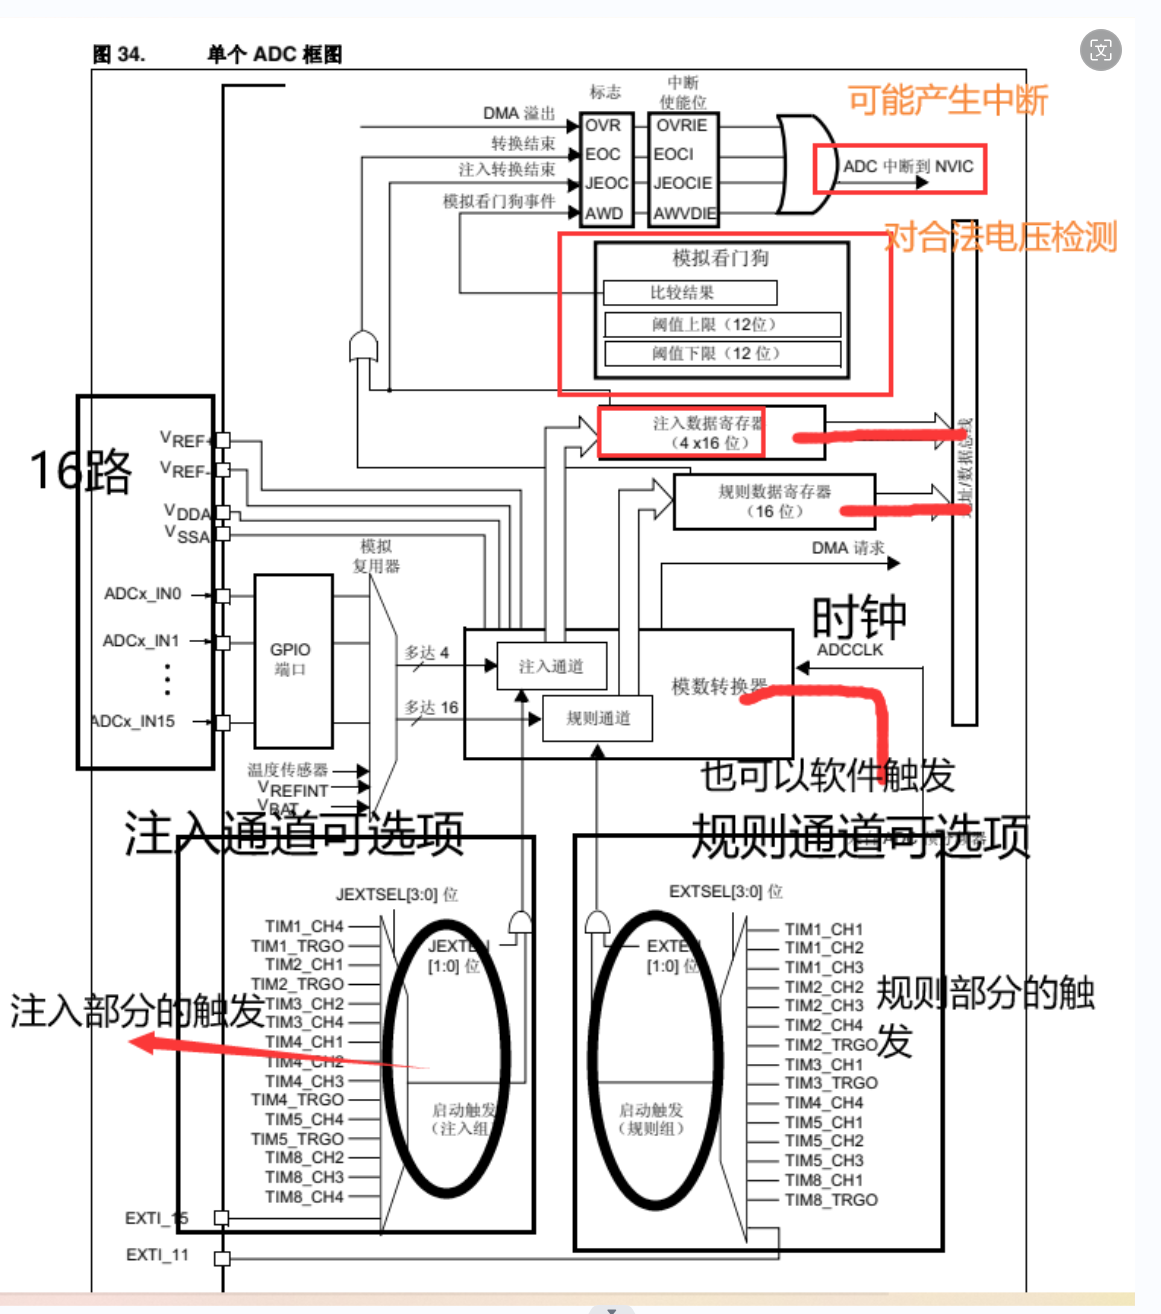 图 34. 单个 ADC 框图
标志
中断
使能位
可能产生中断
DMA 溢出
OVR
OVRIE
转换结束
EOC
EOCI
ADC 中断到 NVIC
注入转换结束
JEOC
JEOCIE
模拟看门狗事件
AWD
AWVDIE
对合法电压检测
模拟看门狗
比较结果
阈值上限（12位）
阈值下限（12 位）
注入数据寄存器
（4 x16 位）
地址/数据总线
VREF+
16路
VREF-
规则数据寄存器
（16 位）
VDDA
VSSA
模拟
复用器
DMA 请求
ADCx_IN0
时钟
ADCx_IN1
GPIO
端口
ADCCLK
多达 4
注入通道
模数转换器
多达 16
规则通道
ADCx_IN15
温度传感器
VREFINT
VBAT
也可以软件触发
注入通道可选项
规则通道可选项
JEXTSEL[3:0] 位
EXTSEL[3:0] 位
TIM1_CH4
TIM1_TRGO
TIM2_CH1
TIM2_TRGO
TIM3_CH2
TIM3_CH4
TIM4_CH1
TIM4_CH2
TIM4_CH3
TIM4_TRGO
TIM5_CH4
TIM5_TRGO
TIM8_CH2
TIM8_CH3
TIM8_CH4
注入部分的触发
JEXTEN
[1:0] 位
启动触发
（注入组）
EXTEN
[1:0] 位
启动触发
（规则组）
TIM1_CH1
TIM1_CH2
TIM1_CH3
TIM2_CH2
TIM2_CH3
TIM2_CH4
TIM2_TRGO
TIM3_CH1
TIM3_TRGO
TIM4_CH4
TIM5_CH1
TIM5_CH2
TIM5_CH3
TIM8_CH1
TIM8_TRGO
规则部分的触
发
EXTI_15
EXTI_11